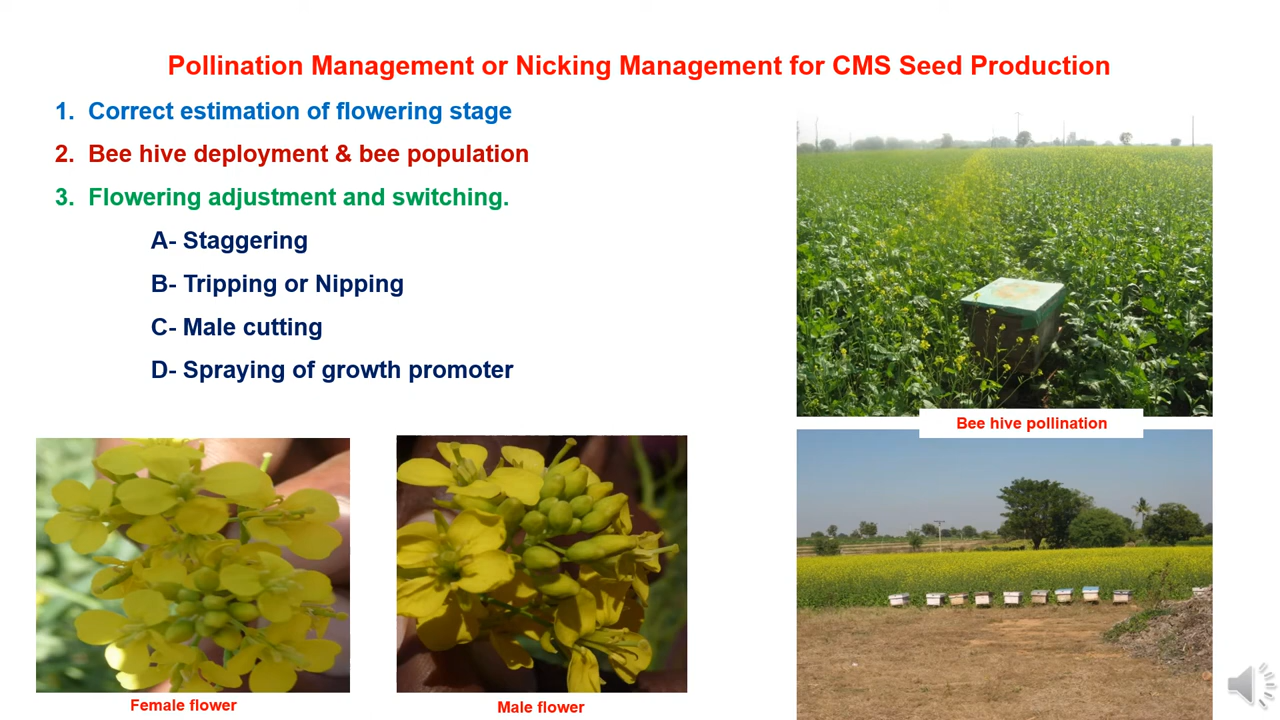 Pollination Management or Nicking Management for CMS Seed Production
1. Correct estimation of flowering stage
2. Bee hive deployment & bee population
3. Flowering adjustment and switching.
A- Staggering
B- Tripping or Nipping
C- Male cutting
D- Spraying of growth promoter
Bee hive pollination
Female flower
Male flower